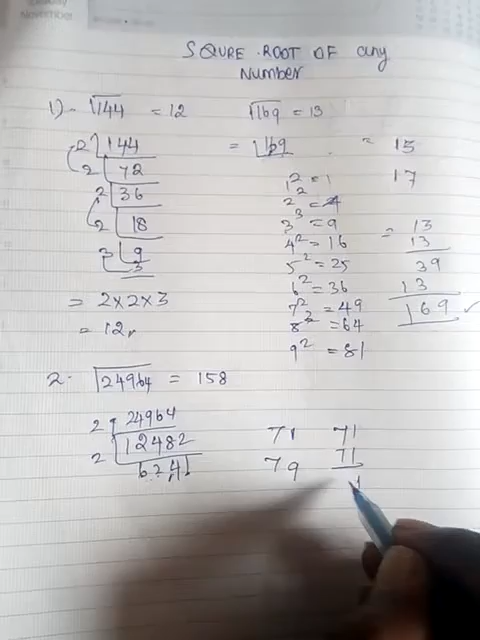 November
SQURE ROOT OF any
Number
1)- √144 = 12
√169 = 13
2 144
2 72
2 36
2 18
3 9
3
= 2×2×3
= 12
= √169 = 15
17
1² = 1
2² = 4
3² = 9
4² = 16
5² = 25
6² = 36
7² = 49
8² = 64
9² = 81
= 13
13
39
13
169 ✓
2. √24964 = 158
2 24964
2 12482
6241
71 71
79 71
1